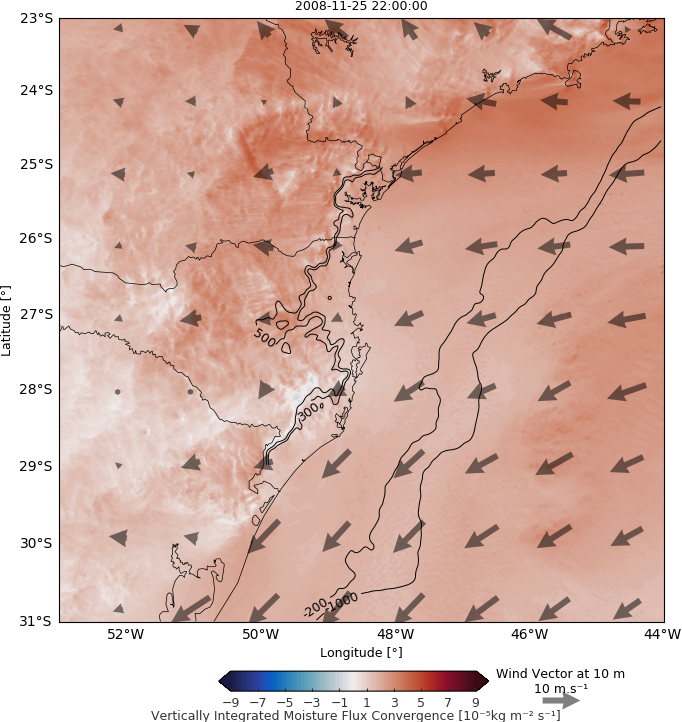 2008-11-25 22:00:00
23°S
24°S
25°S
26°S
27°S
28°S
29°S
30°S
31°S
Latitude [°]
500
300
-200
-1000
52°W 50°W 48°W 46°W 44°W
Longitude [°]
−9 −7 −5 −3 −1 1 3 5 7 9
Wind Vector at 10 m
10 m.s⁻¹
Vertically Integrated Moisture Flux Convergence [10⁻⁵kg m⁻² s⁻¹]